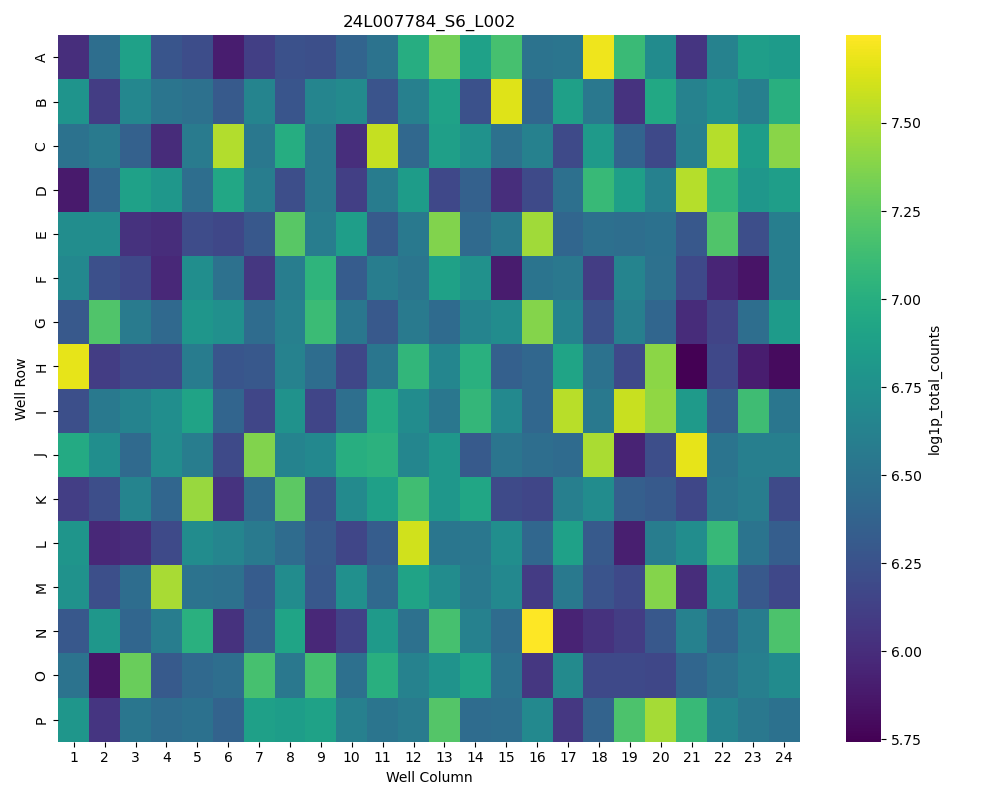 24L007784_S6_L002
A
B
C
D
E
F
G
H
I
J
K
L
M
N
O
P
Well Row
1 2 3 4 5 6 7 8 9 10 11 12 13 14 15 16 17 18 19 20 21 22 23 24
Well Column
7.50
7.25
7.00
6.75
6.50
6.25
6.00
5.75
log1p_total_counts